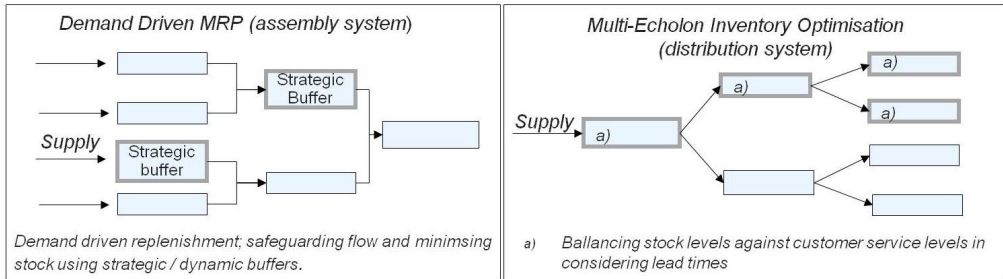 Demand Driven MRP (assembly system)
Strategic
Buffer
Supply
Strategic
buffer
Demand driven replenishment; safeguarding flow and minimsing
stock using strategic / dynamic buffers.
Multi-Echolon Inventory Optimisation
(distribution system)
a)
a)
Supply
a)
a)
a) Ballancing stock levels against customer service levels in
considering lead times